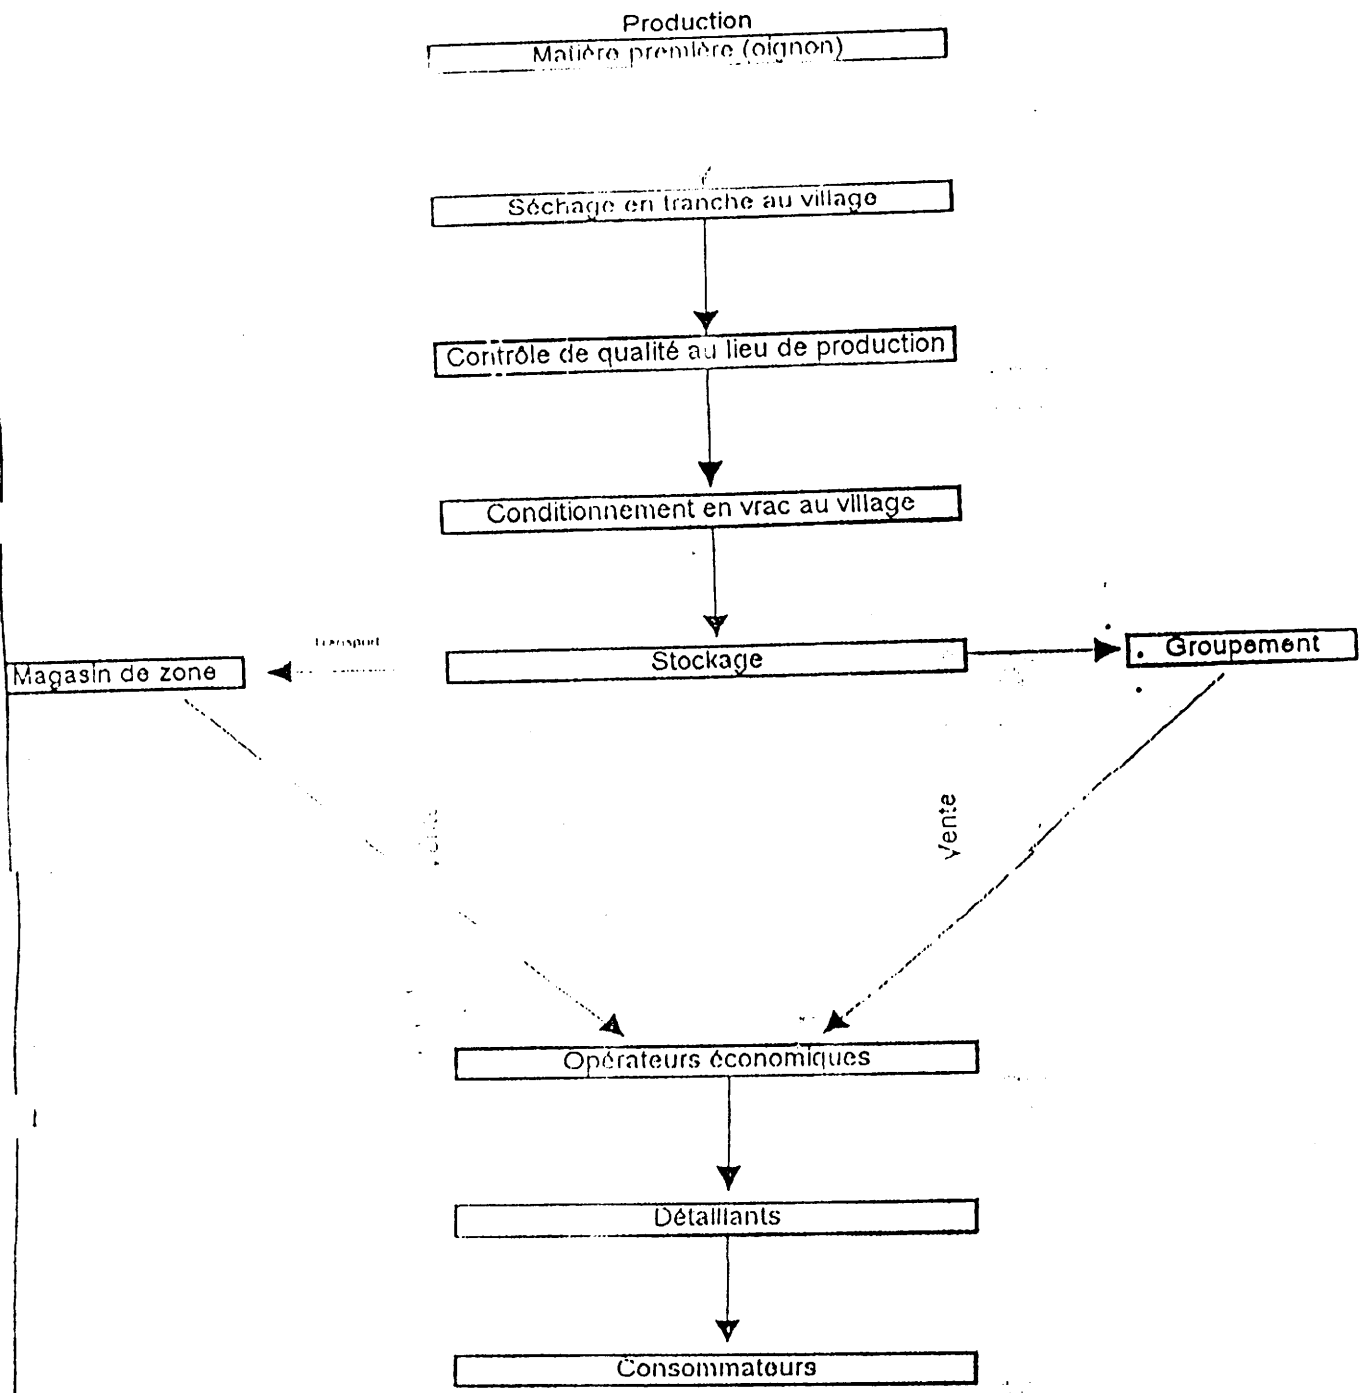 Production
Matière première (oignon)
Séchage en tranche au village
Contrôle de qualité au lieu de production
Conditionnement en vrac au village
Transport
Magasin de zone
Stockage
Groupement
Vente
Opérateurs économiques
Détaillants
Consommateurs